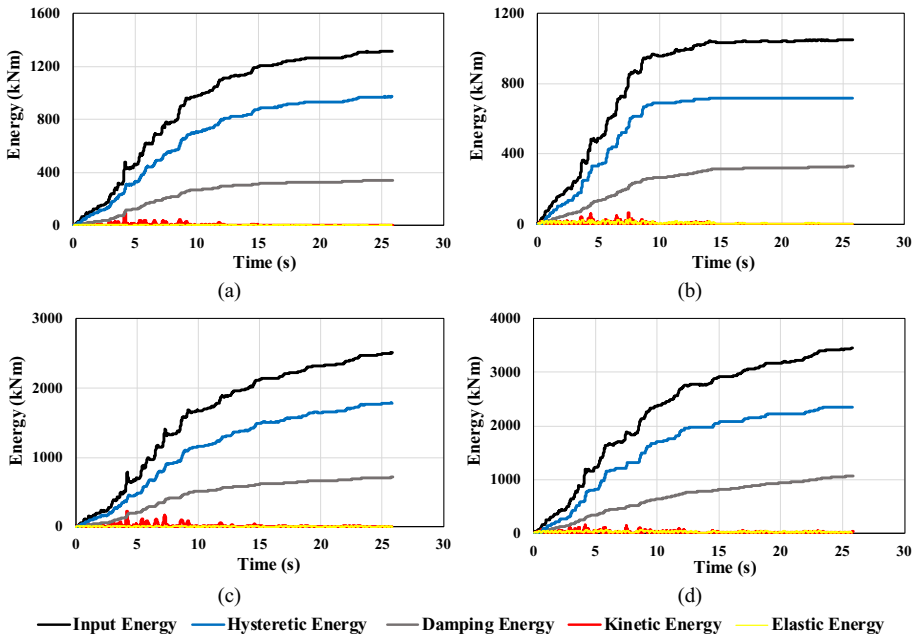 1600
1200
800
400
0
Energy (kNm)
0 5 10 15 20 25 30
Time (s)
(a)
1200
800
400
0
Energy (kNm)
0 5 10 15 20 25 30
Time (s)
(b)
3000
2000
1000
0
Energy (kNm)
0 5 10 15 20 25 30
Time (s)
(c)
4000
3000
2000
1000
0
Energy (kNm)
0 5 10 15 20 25 30
Time (s)
(d)
Input Energy Hysteretic Energy Damping Energy Kinetic Energy Elastic Energy